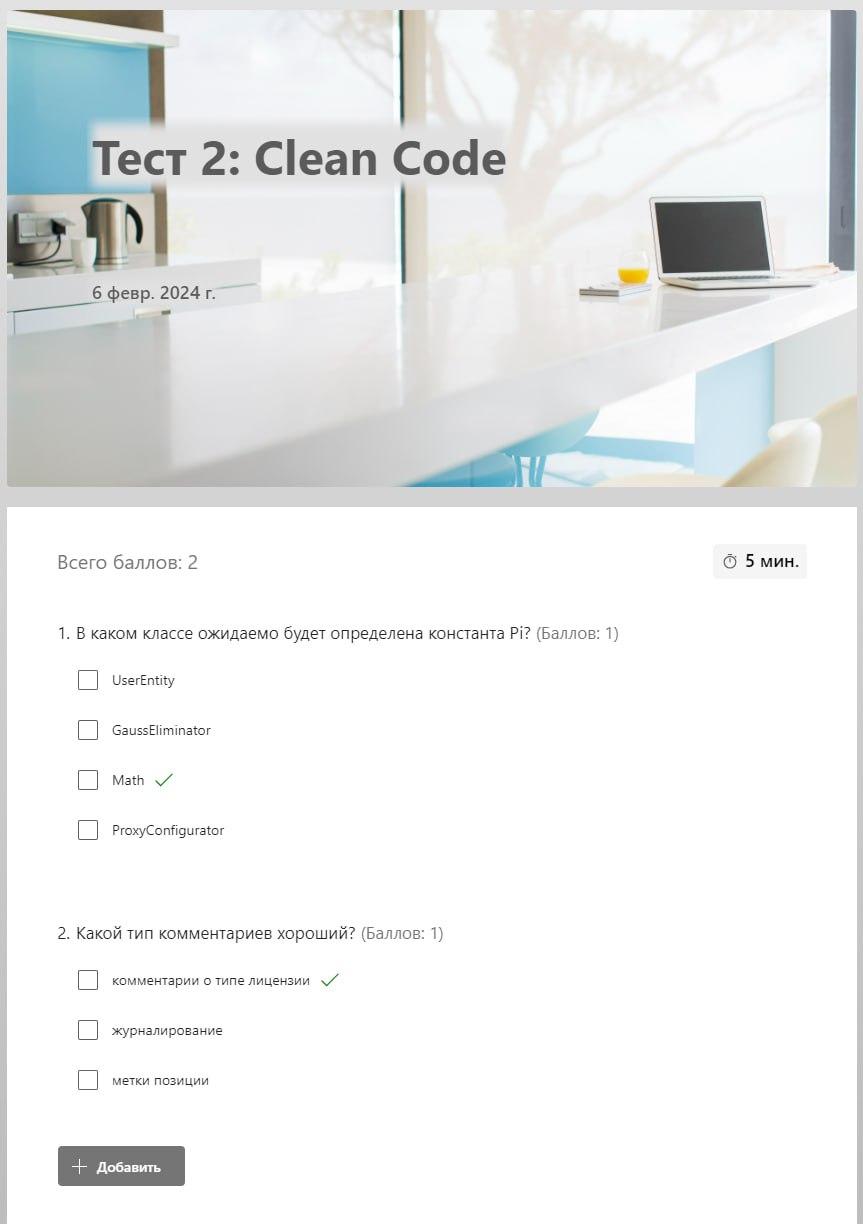 Тест 2: Clean Code
6 февр. 2024 г.
Всего баллов: 2
5 мин.
1. В каком классе ожидаемо будет определена константа Pi? (Баллов: 1)
UserEntity
GaussEliminator
Math
ProxyConfigurator
2. Какой тип комментариев хороший? (Баллов: 1)
комментарии о типе лицензии
журналирование
метки позиции
Добавить